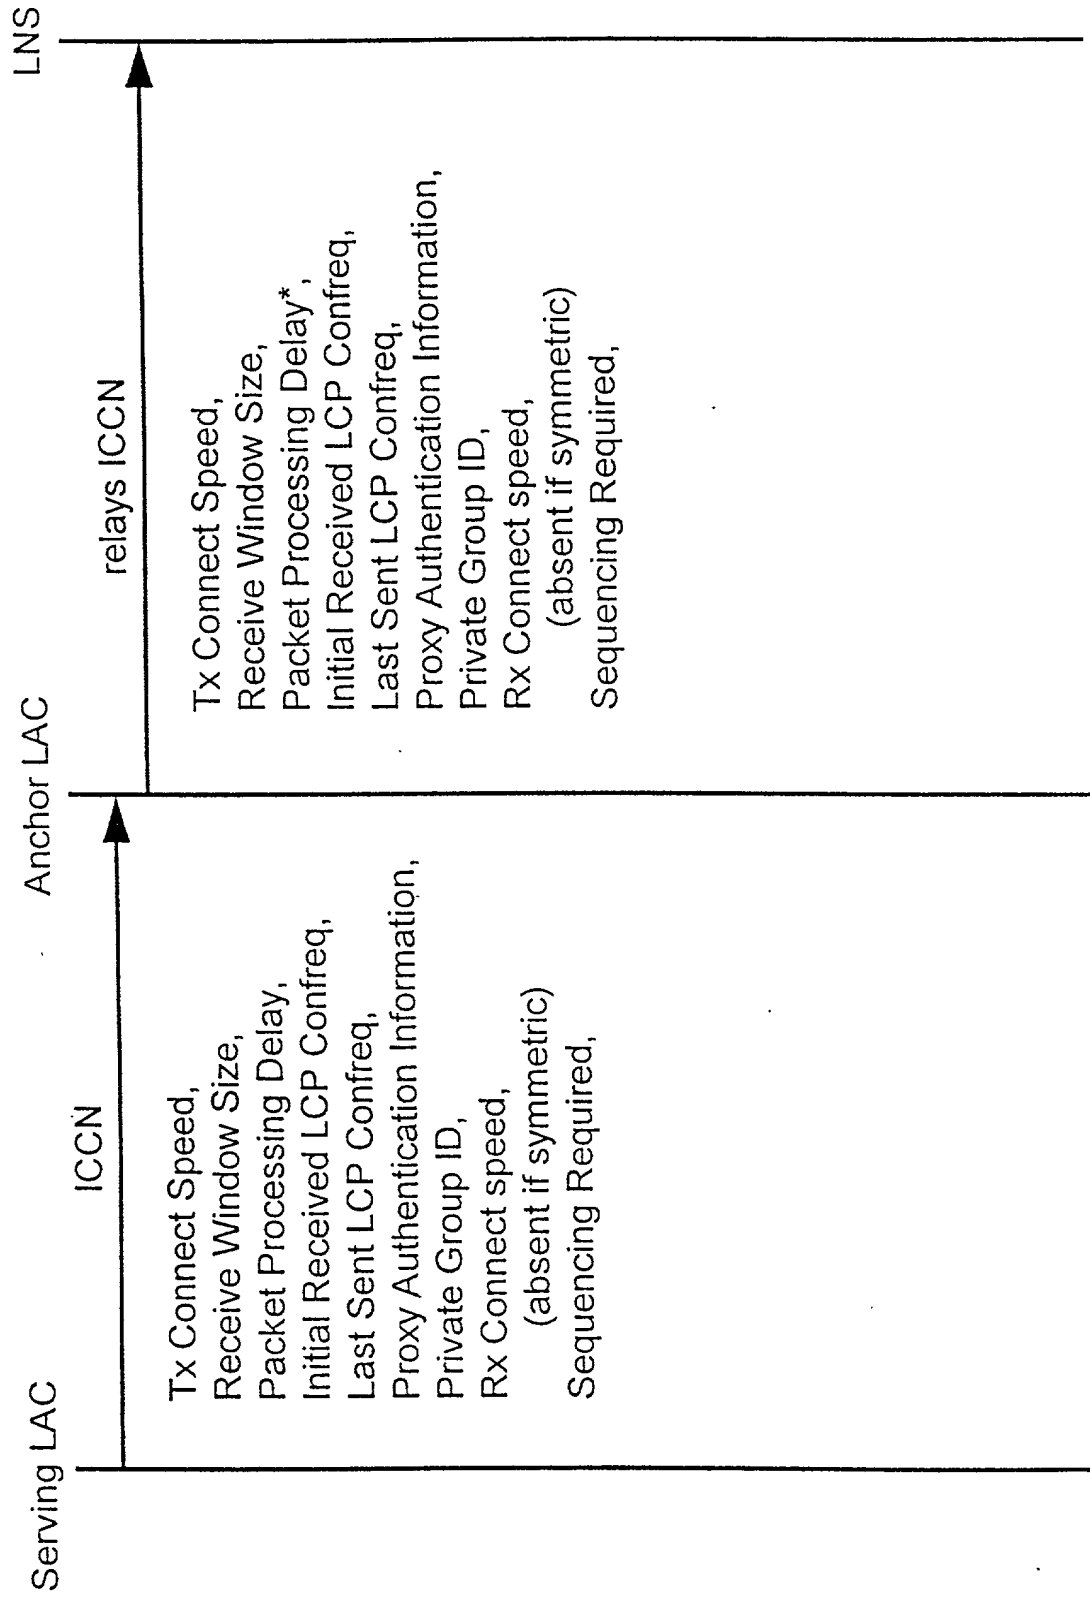 Serving LAC
Anchor LAC
LNS
ICCN
relays ICCN
Tx Connect Speed,
Receive Window Size,
Packet Processing Delay,
Initial Received LCP Confreq,
Last Sent LCP Confreq,
Proxy Authentication Information,
Private Group ID,
Rx Connect speed,
(absent if symmetric)
Sequencing Required,
Tx Connect Speed,
Receive Window Size,
Packet Processing Delay*,
Initial Received LCP Confreq,
Last Sent LCP Confreq,
Proxy Authentication Information,
Private Group ID,
Rx Connect speed,
(absent if symmetric)
Sequencing Required,